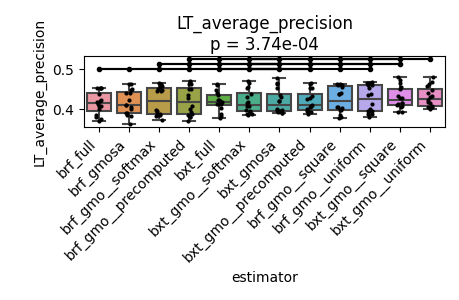 LT_average_precision
p = 3.74e-04
LT_average_precision
0.5
0.4
brf_full
brf_gmosa
brf_gmo__softmax
brf_gmo__precomputed
bxt_full
bxt_gmo__softmax
bxt_gmosa
bxt_gmo__precomputed
brf_gmo__square
brf_gmo__uniform
bxt_gmo__square
bxt_gmo__uniform
estimator